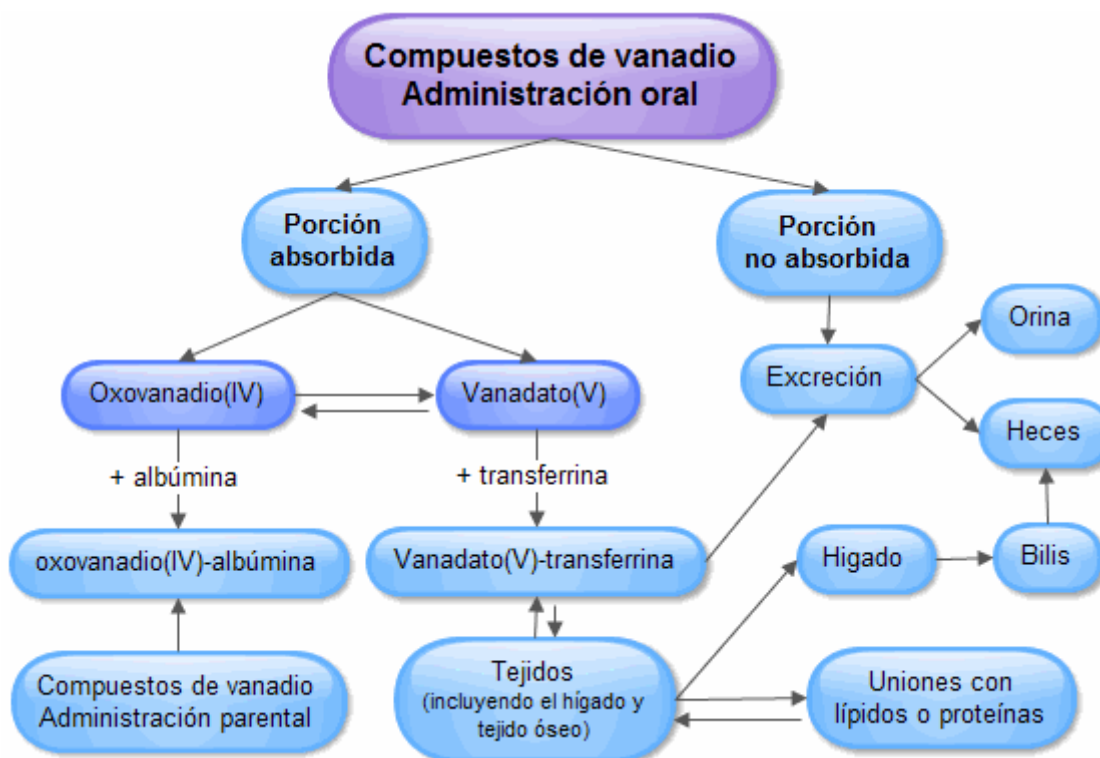 Compuestos de vanadio
Administración oral
Porción
absorbida
Porción
no absorbida
Orina
Oxovanadio(IV)
Vanadato(V)
Excreción
Heces
+ albúmina
+ transferrina
oxovanadio(IV)-albúmina
Vanadato(V)-transferrina
Higado
Bilis
Compuestos de vanadio
Administración parental
Tejidos
(incluyendo el hígado y
tejido óseo)
Uniones con
lípidos o proteínas